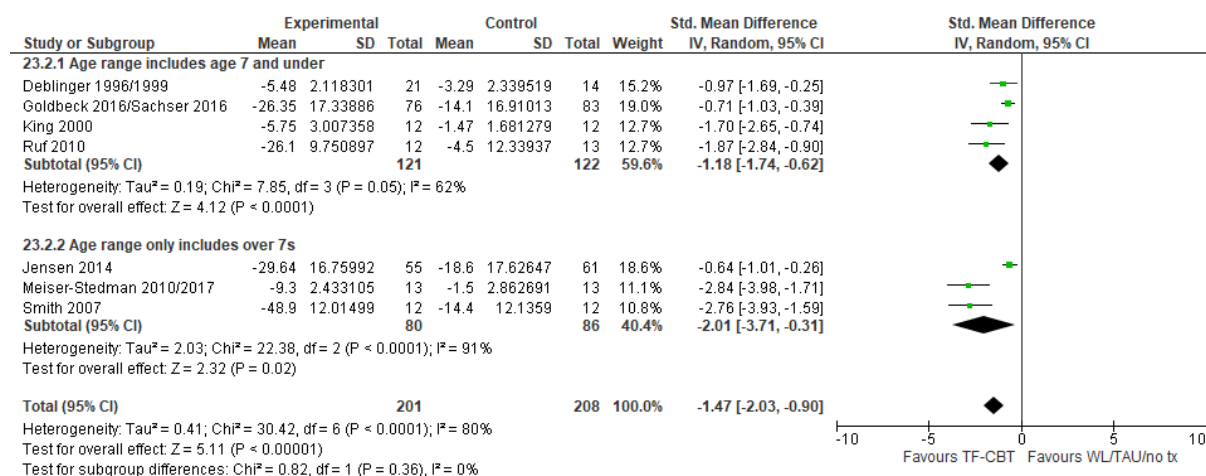 Experimental Control Std. Mean Difference Std. Mean Difference
Study or Subgroup Mean SD Total Mean SD Total Weight IV, Random, 95% CI IV, Random, 95% CI
23.2.1 Age range includes age 7 and under
Deblinger 1996/1999 -5.48 2.118301 21 -3.29 2.339519 14 15.2% -0.97 [-1.69, -0.25]
Goldbeck 2016/Sachser 2016 -26.35 17.33886 76 -14.1 16.91013 83 19.0% -0.71 [-1.03, -0.39]
King 2000 -5.75 3.007358 12 -1.47 1.681279 12 12.7% -1.70 [-2.65, -0.74]
Ruf 2010 -26.1 9.750897 12 -4.5 12.33937 13 12.7% -1.87 [-2.84, -0.90]
Subtotal (95% CI) 121 122 59.6% -1.18 [-1.74, -0.62]
Heterogeneity: Tau² = 0.19; Chi² = 7.85, df = 3 (P = 0.05); I² = 62%
Test for overall effect: Z = 4.12 (P < 0.0001)
23.2.2 Age range only includes over 7s
Jensen 2014 -29.64 16.75992 55 -18.6 17.62647 61 18.6% -0.64 [-1.01, -0.26]
Meiser-Stedman 2010/2017 -9.3 2.433105 13 -1.5 2.862691 13 11.1% -2.84 [-3.98, -1.71]
Smith 2007 -48.9 12.01499 12 -14.4 12.1359 12 10.8% -2.76 [-3.93, -1.59]
Subtotal (95% CI) 80 86 40.4% -2.01 [-3.71, -0.31]
Heterogeneity: Tau² = 2.03; Chi² = 22.38, df = 2 (P < 0.0001); I² = 91%
Test for overall effect: Z = 2.32 (P = 0.02)
Total (95% CI) 201 208 100.0% -1.47 [-2.03, -0.90]
Heterogeneity: Tau² = 0.41; Chi² = 30.42, df = 6 (P < 0.0001); I² = 80%
Test for overall effect: Z = 5.11 (P < 0.00001)
Test for subgroup differences: Chi² = 0.82, df = 1 (P = 0.36), I² = 0%
-10 -5 0 5 10
Favours TF-CBT Favours WL/TAU/no tx